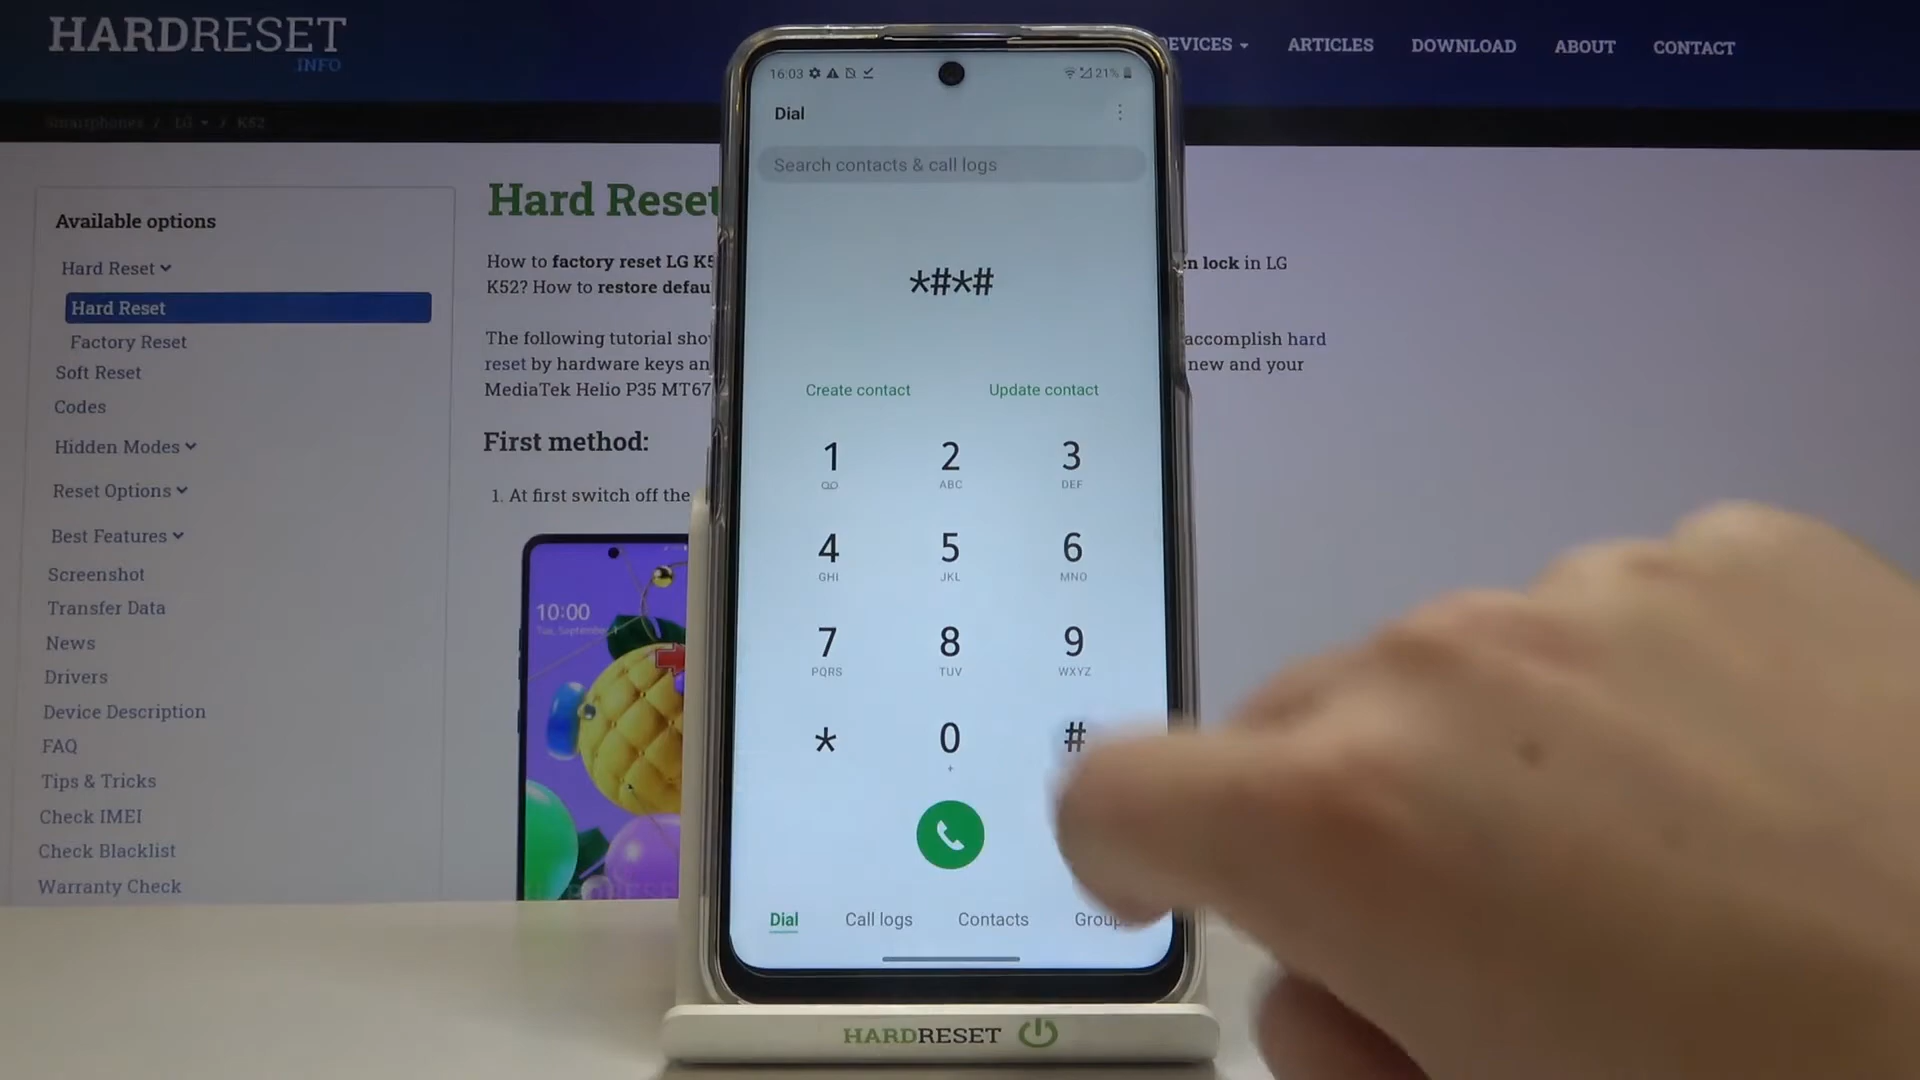 HARDRESET
.INFO
DEVICES
ARTICLES
DOWNLOAD
ABOUT
CONTACT
Smartphones / LG / K52
Available options
Hard Reset
Hard Reset
Factory Reset
Soft Reset
Codes
Hidden Modes
Reset Options
Best Features
Screenshot
Transfer Data
News
Drivers
Device Description
FAQ
Tips & Tricks
Check IMEI
Check Blacklist
Warranty Check
Hard Reset
How to factory reset LG K5
en lock in LG
K52? How to restore defau
The following tutorial sho
accomplish hard
reset by hardware keys an
new and your
MediaTek Helio P35 MT67
First method:
1. At first switch off the
10:00
16:03
21%
Dial
Search contacts & call logs
*#*#
Create contact
Update contact
1
2 ABC
3 DEF
4 GHI
5 JKL
6 MNO
7 PQRS
8 TUV
9 WXYZ
*
0 +
#
Dial
Call logs
Contacts
Group
HARDRESET